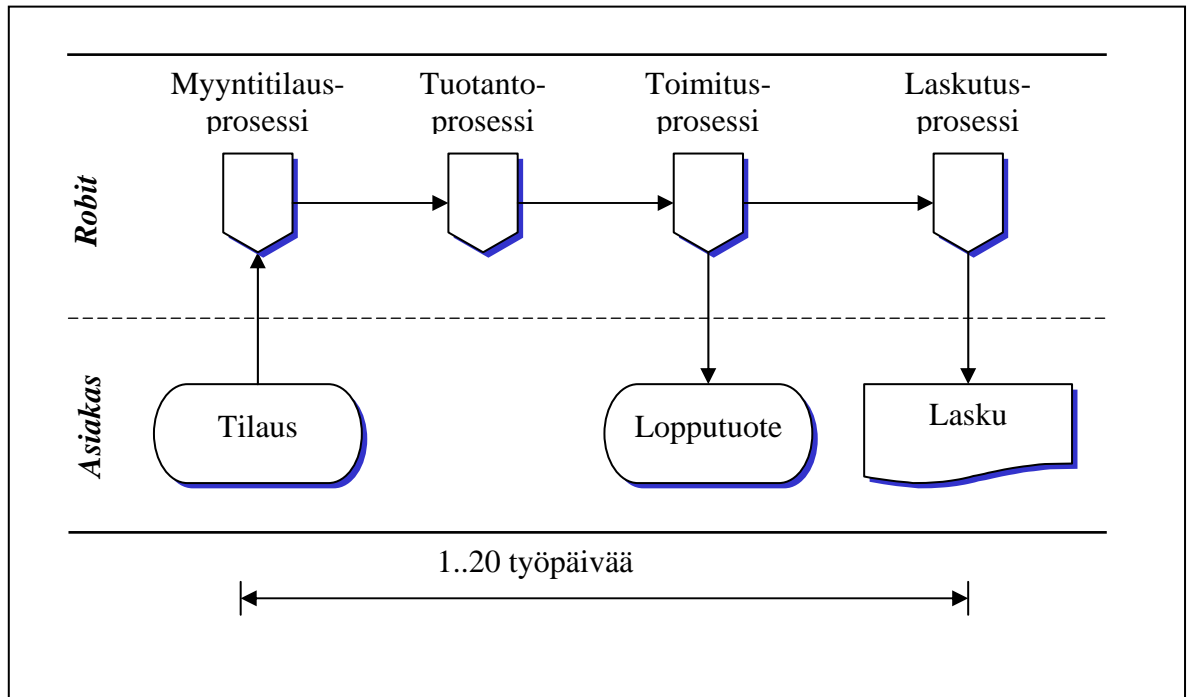 Myyntitilaus-
prosessi
Tuotanto-
prosessi
Toimitus-
prosessi
Laskutus-
prosessi
Robit
Asiakas
Tilaus
Lopputuote
Lasku
1..20 työpäivää